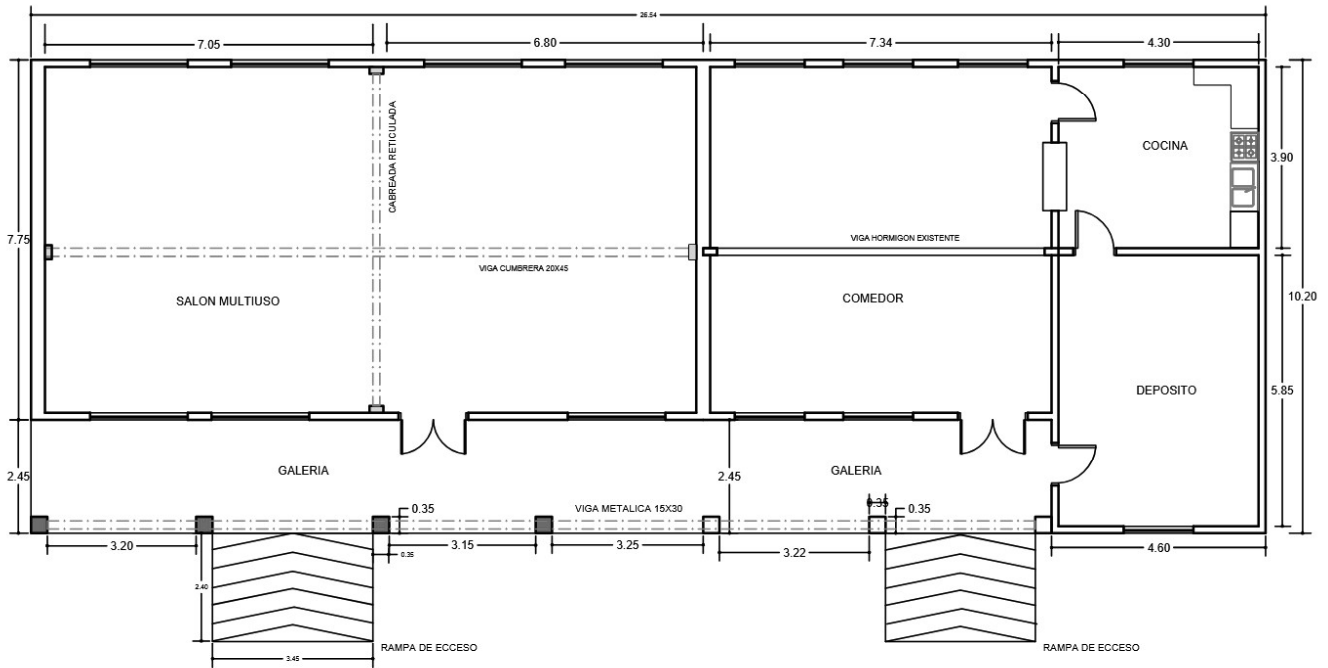 26.54
7.05
6.80
7.34
4.30
CABREADA RETICULADA
COCINA
3.90
7.75
VIGA HORMIGON EXISTENTE
VIGA CUMBRERA 20X45
SALON MULTIUSO
COMEDOR
10.20
DEPOSITO
5.85
GALERIA
GALERIA
2.45
2.45
0.35
VIGA METALICA 15X30
0.35
0.35
3.20
3.15
3.25
3.22
4.60
0.35
2.40
RAMPA DE ECCESO
RAMPA DE ECCESO
3.45